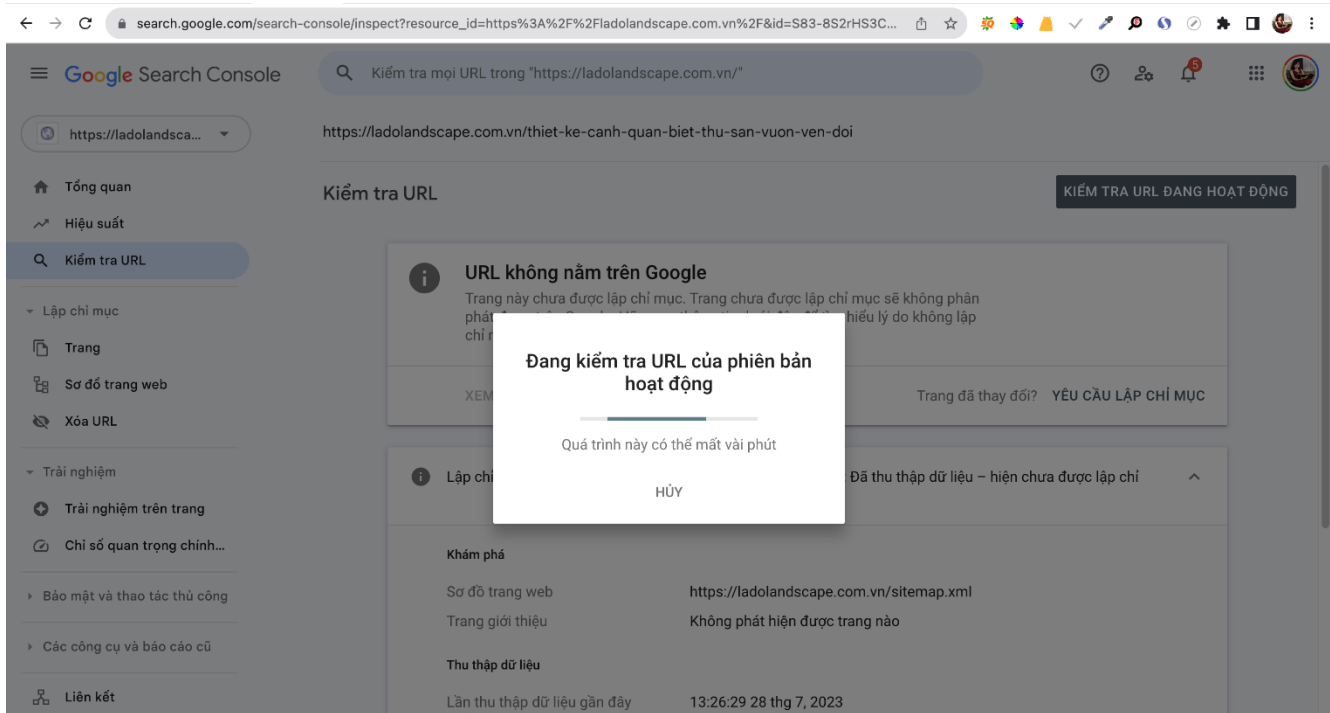 search.google.com/search-console/inspect?resource_id=https%3A%2F%2Fladolandscape.com.vn%2F&id=S83-8S2rHS3C...
Google Search Console
Kiểm tra mọi URL trong "https://ladolandscape.com.vn/"
5
https://ladolandsca...
https://ladolandscape.com.vn/thiet-ke-canh-quan-biet-thu-san-vuon-ven-doi
Tổng quan
Hiệu suất
Kiểm tra URL
Lập chỉ mục
Trang
Sơ đồ trang web
Xóa URL
Trải nghiệm
Trải nghiệm trên trang
Chỉ số quan trọng chính...
Bảo mật và thao tác thủ công
Các công cụ và báo cáo cũ
Liên kết
Kiểm tra URL
KIỂM TRA URL ĐANG HOẠT ĐỘNG
URL không nằm trên Google
Trang này chưa được lập chỉ mục. Trang chưa được lập chỉ mục sẽ không phân
hiểu lý do không lập
chỉ
XEM
Trang đã thay đổi? YÊU CẦU LẬP CHỈ MỤC
Đang kiểm tra URL của phiên bản
hoạt động
Quá trình này có thể mất vài phút
HỦY
Lập chỉ
Đã thu thập dữ liệu – hiện chưa được lập chỉ
Khám phá
Sơ đồ trang web https://ladolandscape.com.vn/sitemap.xml
Trang giới thiệu Không phát hiện được trang nào
Thu thập dữ liệu
Lần thu thập dữ liệu gần đây 13:26:29 28 thg 7, 2023